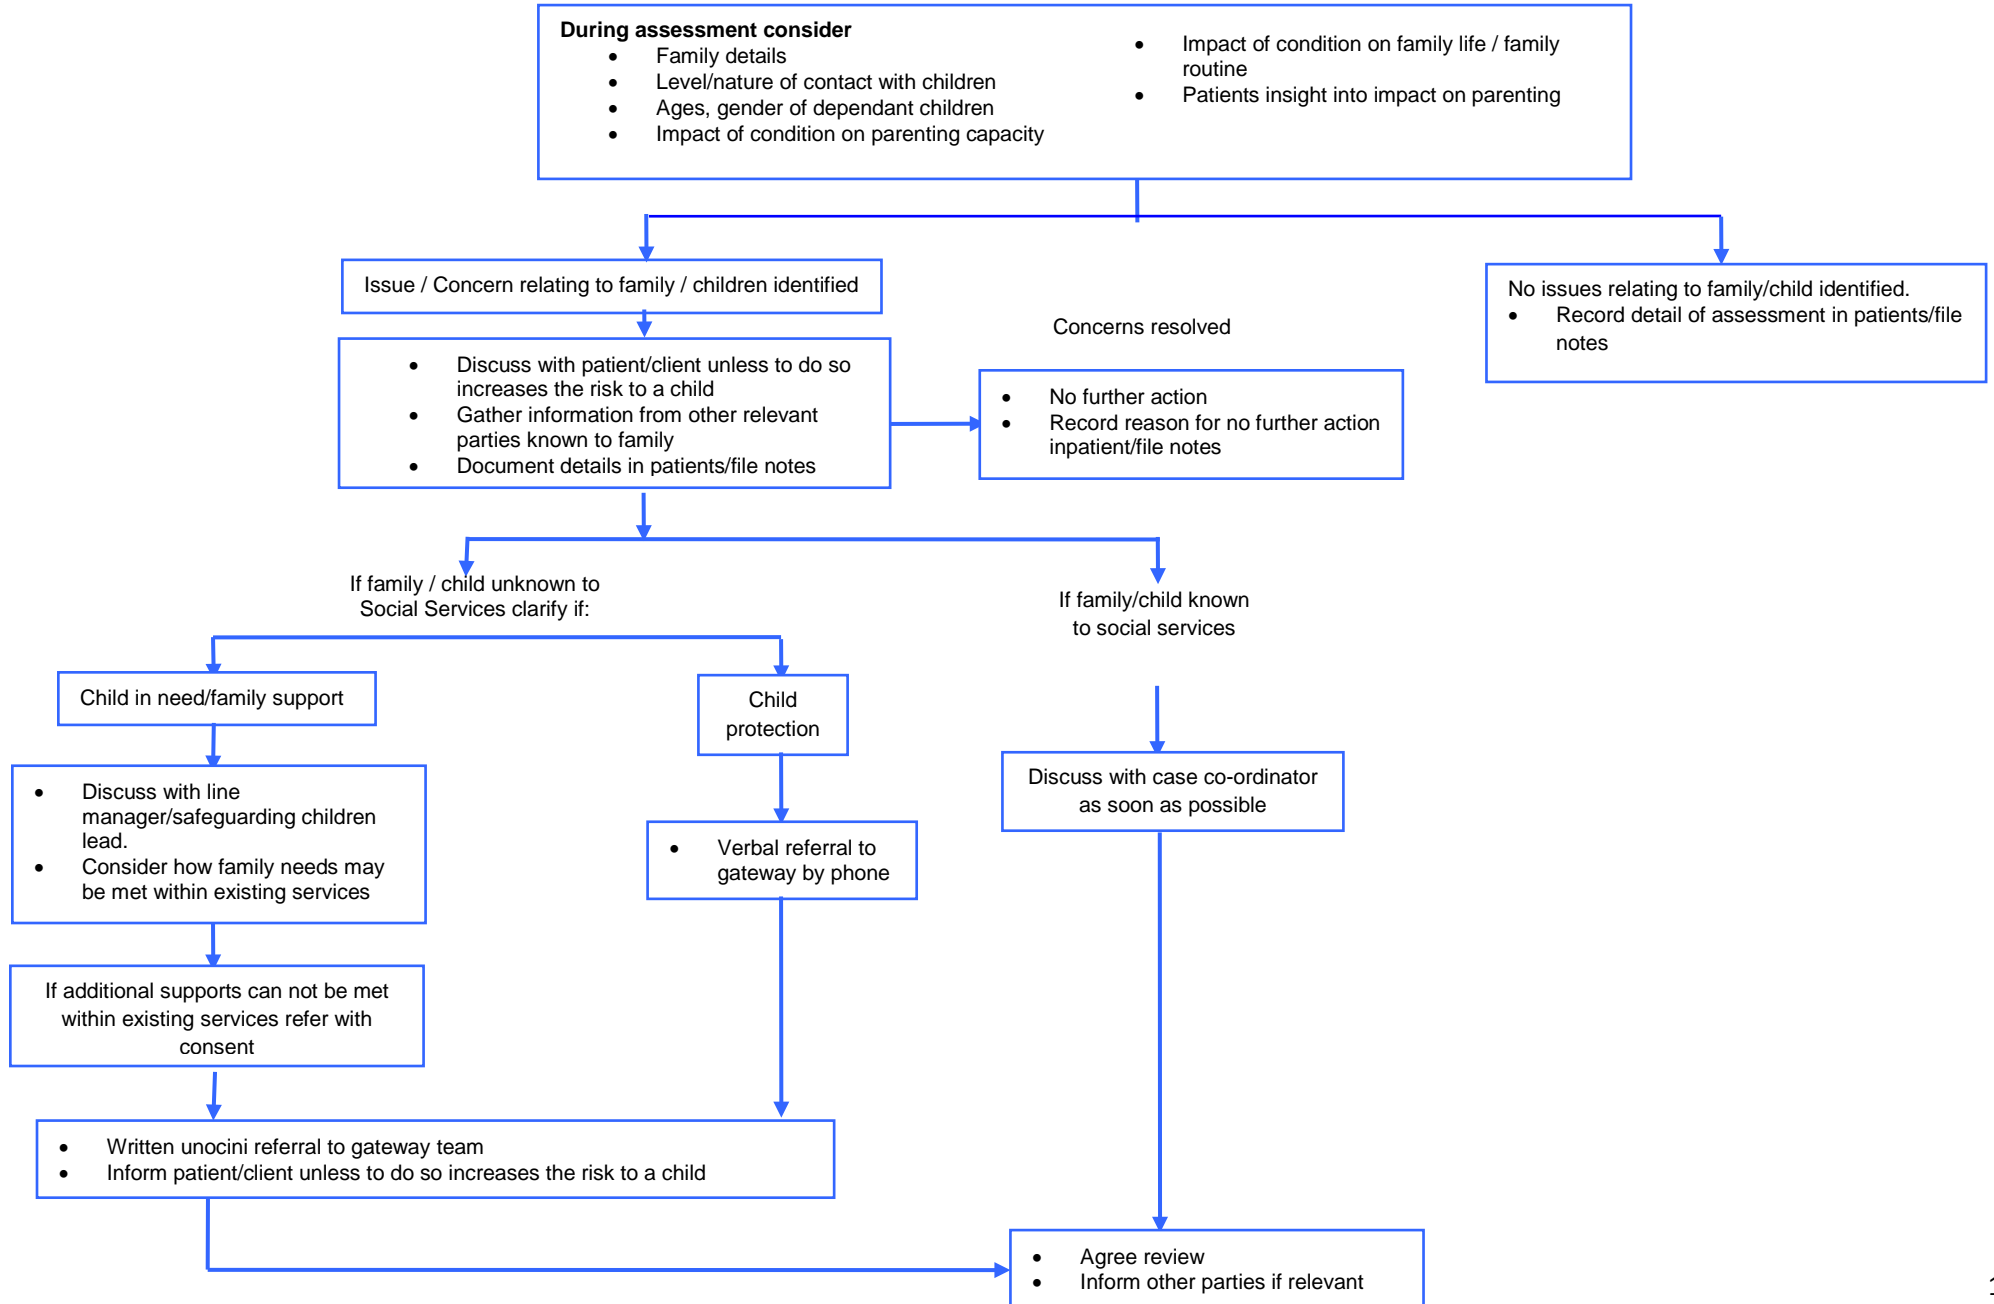 During assessment consider
• Family details
• Level/nature of contact with children
• Ages, gender of dependant children
• Impact of condition on parenting capacity
• Impact of condition on family life / family
routine
• Patients insight into impact on parenting
Issue / Concern relating to family / children identified
No issues relating to family/child identified.
• Record detail of assessment in patients/file
notes
• Discuss with patient/client unless to do so
increases the risk to a child
• Gather information from other relevant
parties known to family
• Document details in patients/file notes
Concerns resolved
• No further action
• Record reason for no further action
inpatient/file notes
If family / child unknown to
Social Services clarify if:
If family/child known
to social services
Child in need/family support
Child
protection
• Discuss with line
manager/safeguarding children
lead.
• Consider how family needs may
be met within existing services
• Verbal referral to
gateway by phone
Discuss with case co-ordinator
as soon as possible
If additional supports can not be met
within existing services refer with
consent
• Written unocini referral to gateway team
• Inform patient/client unless to do so increases the risk to a child
• Agree review
• Inform other parties if relevant